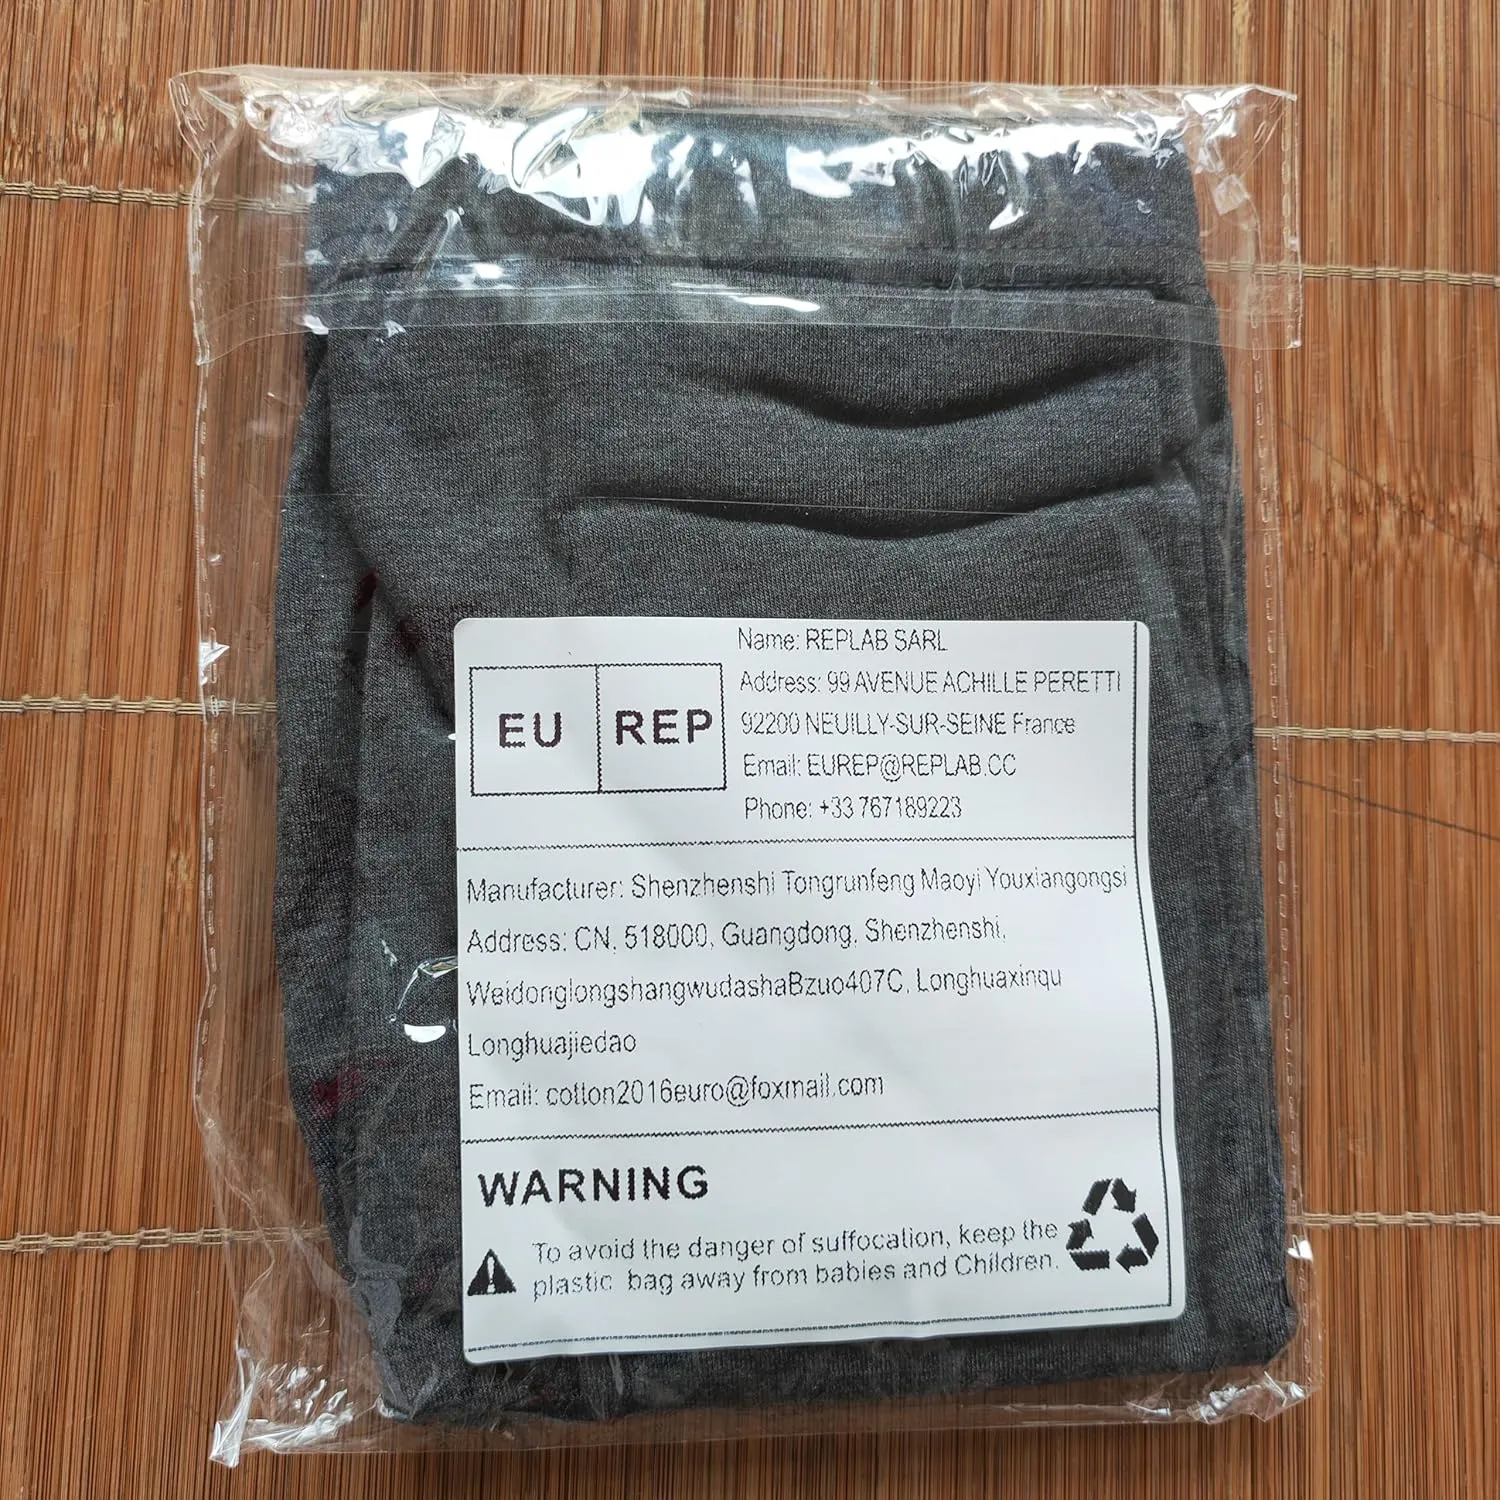 EU REP
Name: REPLAB SARL
Address: 99 AVENUE ACHILLE PERETTI
92200 NEUILLY-SUR-SEINE France
Email: EUREP@REPLAB.CC
Phone: +33 767189223
Manufacturer: Shenzhenshi Tongrunfeng Maoyi Youxiangongsi
Address: CN, 518000, Guangdong, Shenzhenshi,
WeidonglongshangwudashaBzuo407C, Longhuaxinqu
Longhuajiedao
Email: cotton2016euro@foxmail.com
WARNING
To avoid the danger of suffocation, keep the
plastic bag away from babies and Children.